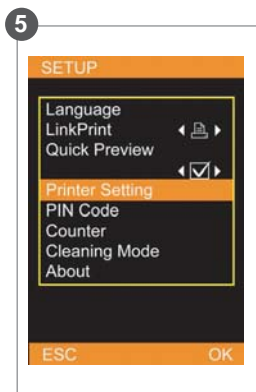 5
SETUP
Language
LinkPrint
Quick Preview
Printer Setting
PIN Code
Counter
Cleaning Mode
About
ESC OK